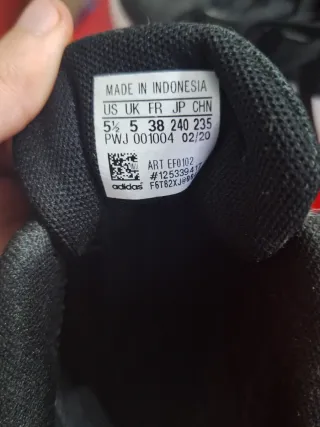 MADE IN INDONESIA
US UK FR JP CHN
5½ 5 38 240 235
PWJ 001004 02/20
ART EF0102
adidas